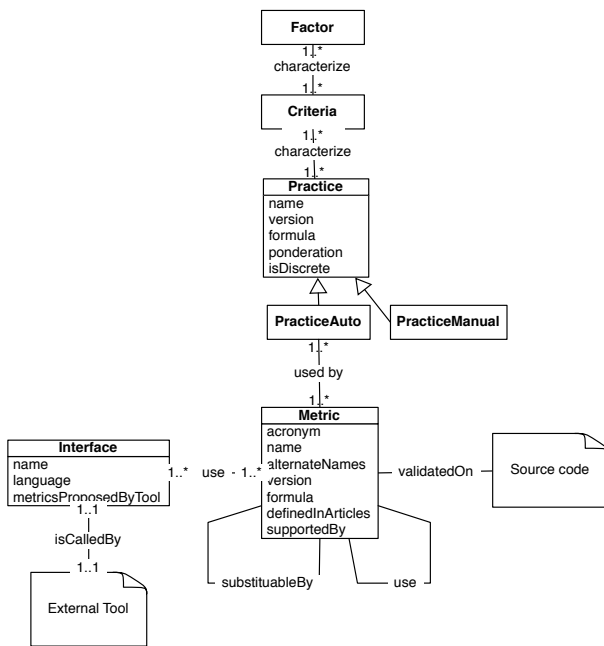 Factor
1..*
characterize
1..*
Criteria
1..*
characterize
1..*
Practice
name
version
formula
ponderation
isDiscrete
PracticeAuto
PracticeManual
1..*
used by
1..*
Metric
acronym
name
alternateNames
version
formula
definedInArticles
supportedBy
Interface
name
language
metricsProposedByTool
1..* use - 1..*
validatedOn
Source code
1..1
isCalledBy
1..1
External Tool
substituableBy
use